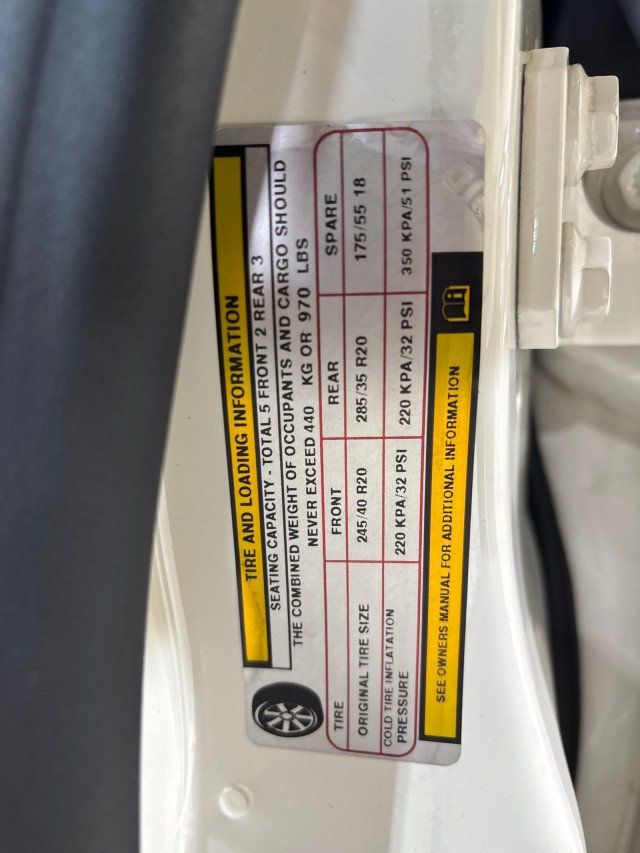 TIRE AND LOADING INFORMATION
SEATING CAPACITY - TOTAL 5 FRONT 2 REAR 3
THE COMBINED WEIGHT OF OCCUPANTS AND CARGO SHOULD
NEVER EXCEED 440 KG OR 970 LBS
TIRE FRONT REAR SPARE
ORIGINAL TIRE SIZE 245/40 R20 285/35 R20 175/55 18
COLD TIRE INFLATATION
PRESSURE 220 KPA/32 PSI 220 KPA/32 PSI 350 KPA/51 PSI
SEE OWNERS MANUAL FOR ADDITIONAL INFORMATION